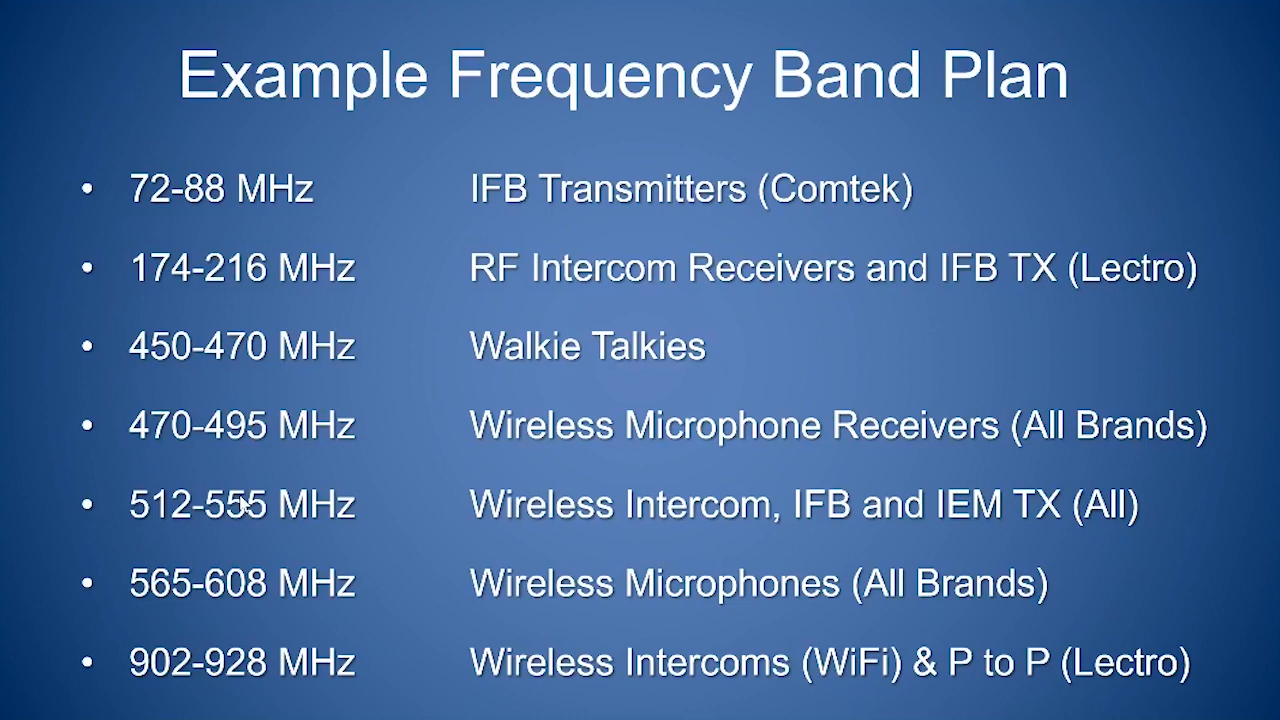 Example Frequency Band Plan
• 72-88 MHz IFB Transmitters (Comtek)
• 174-216 MHz RF Intercom Receivers and IFB TX (Lectro)
• 450-470 MHz Walkie Talkies
• 470-495 MHz Wireless Microphone Receivers (All Brands)
• 512-555 MHz Wireless Intercom, IFB and IEM TX (All)
• 565-608 MHz Wireless Microphones (All Brands)
• 902-928 MHz Wireless Intercoms (WiFi) & P to P (Lectro)